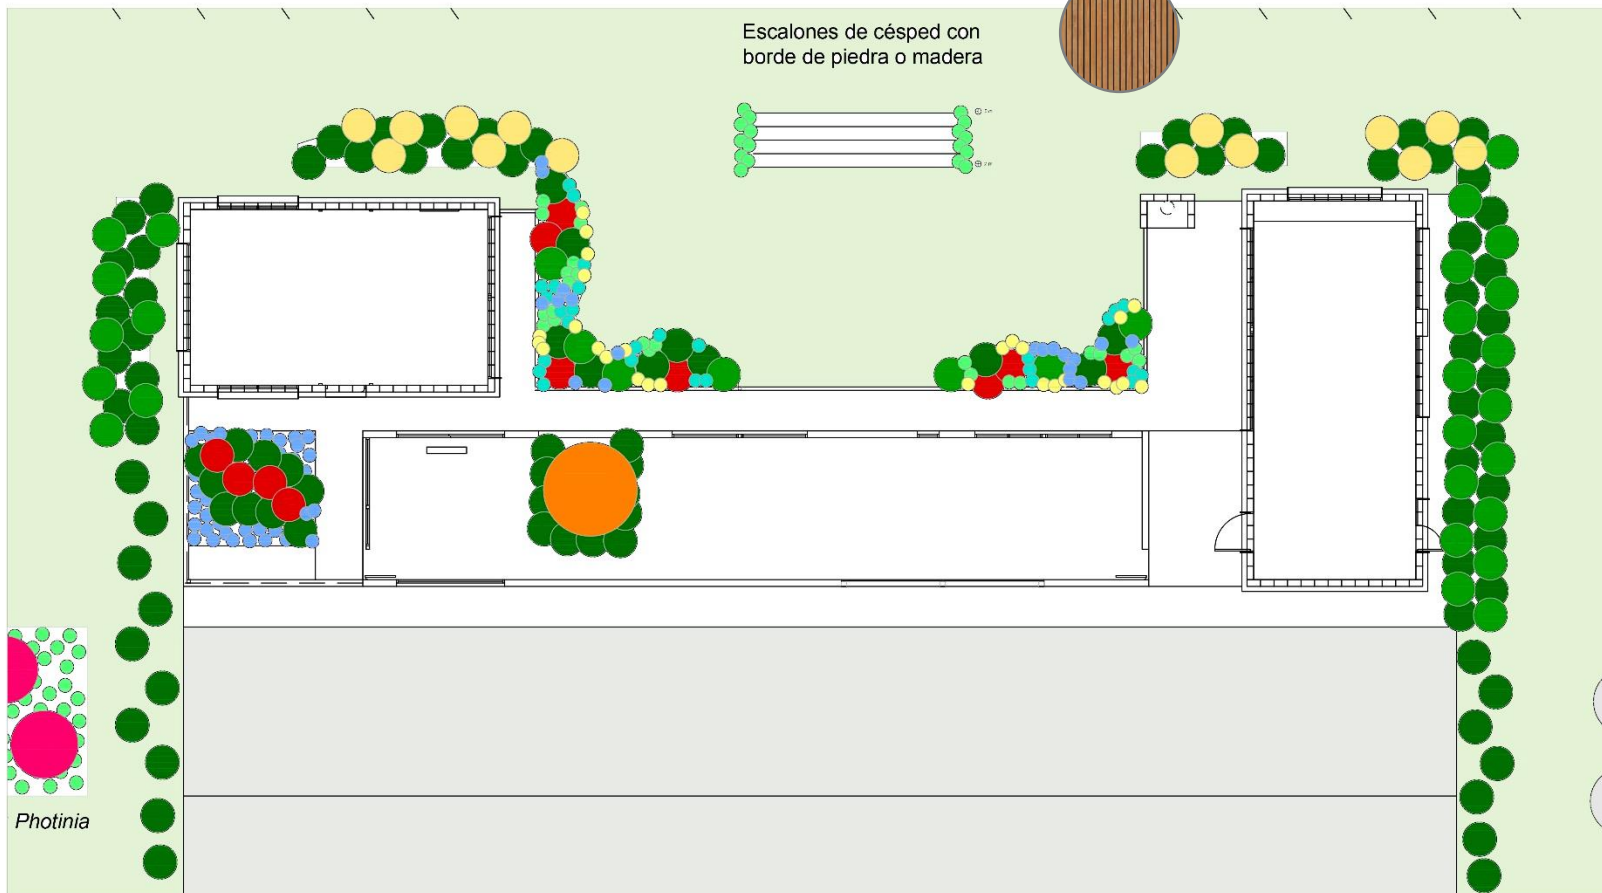 Escalones de césped con
borde de piedra o madera
Photinia